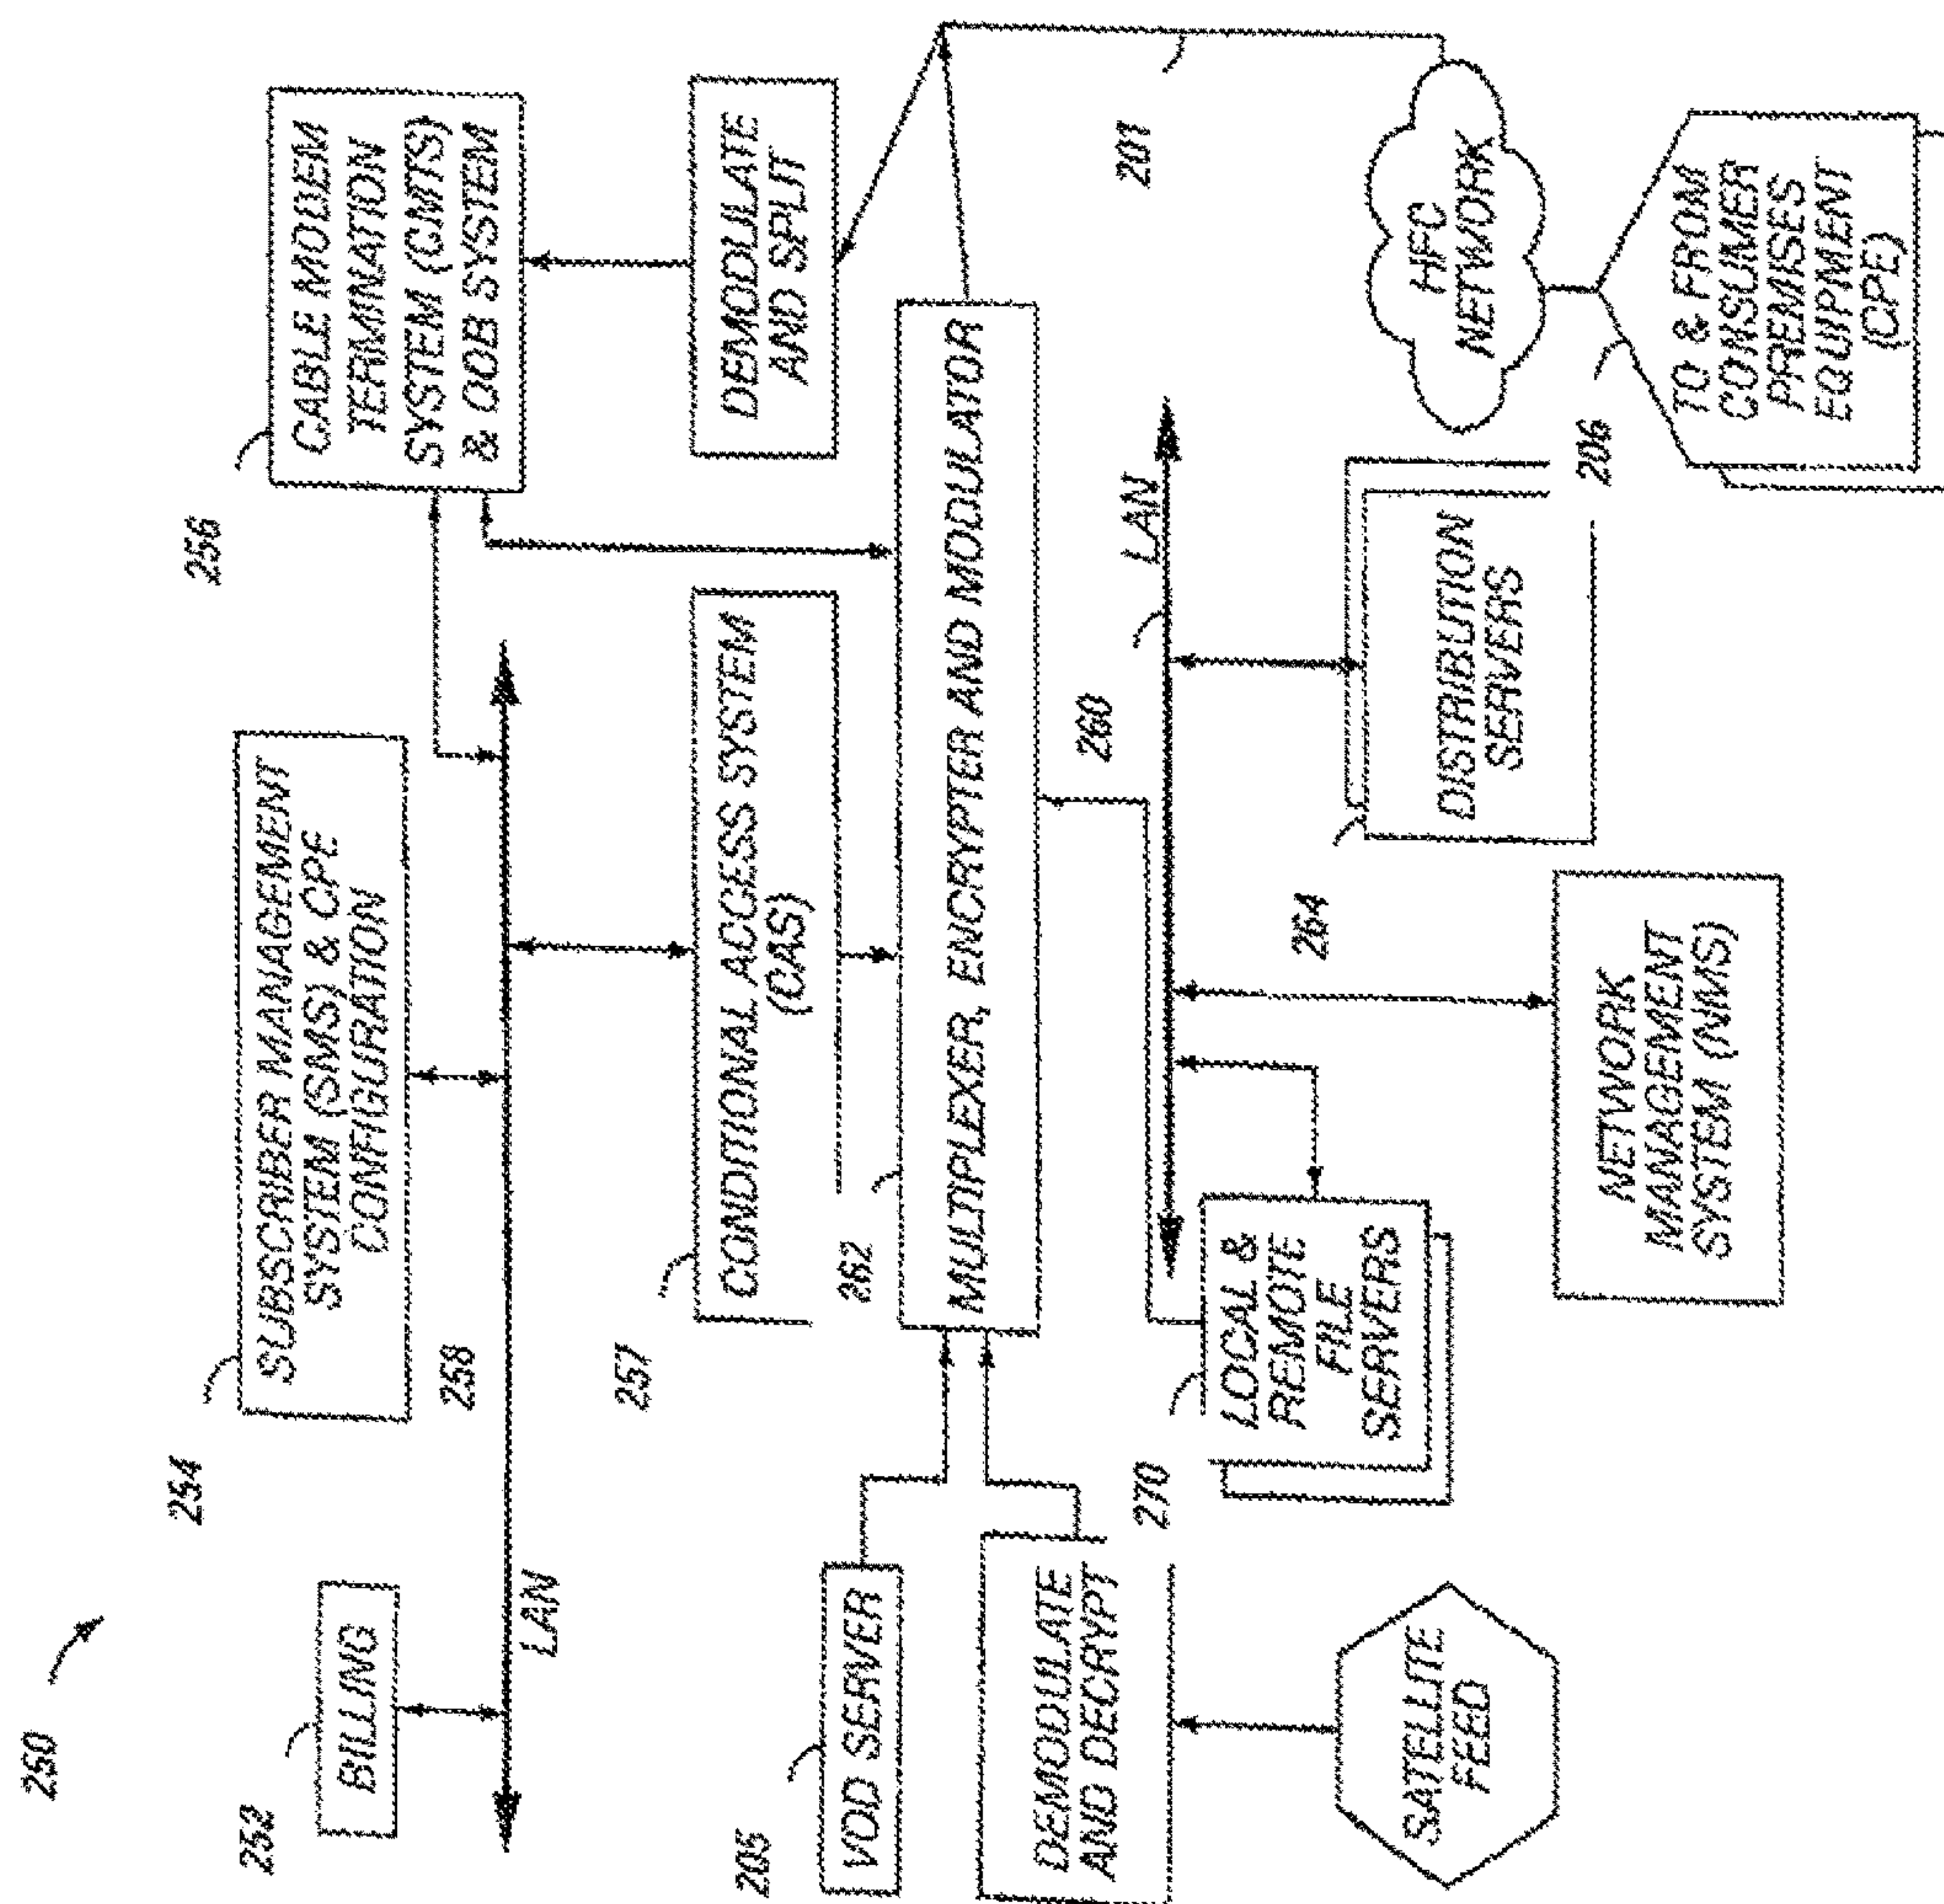 250
252
BILLING
254
SUBSCRIBER MANAGEMENT
SYSTEM (SMS) & CPE
CONFIGURATION
256
CABLE MODEM
TERMINATION
SYSTEM (CMTS)
& OOB SYSTEM
258
LAN
257
CONDITIONAL ACCESS SYSTEM
(CAS)
DEMODULATE
AND SPLIT
205
VOD SERVER
262
MULTIPLEXER, ENCRYPTER AND MODULATOR
DEMODULATE
AND DECRYPT
260
LAN
201
270
LOCAL &
REMOTE
FILE
SERVERS
264
DISTRIBUTION
SERVERS
HFC
NETWORK
SATELLITE
FEED
NETWORK
MANAGEMENT
SYSTEM (NMS)
206
TO & FROM
CONSUMER
PREMISES
EQUIPMENT
(CPE)